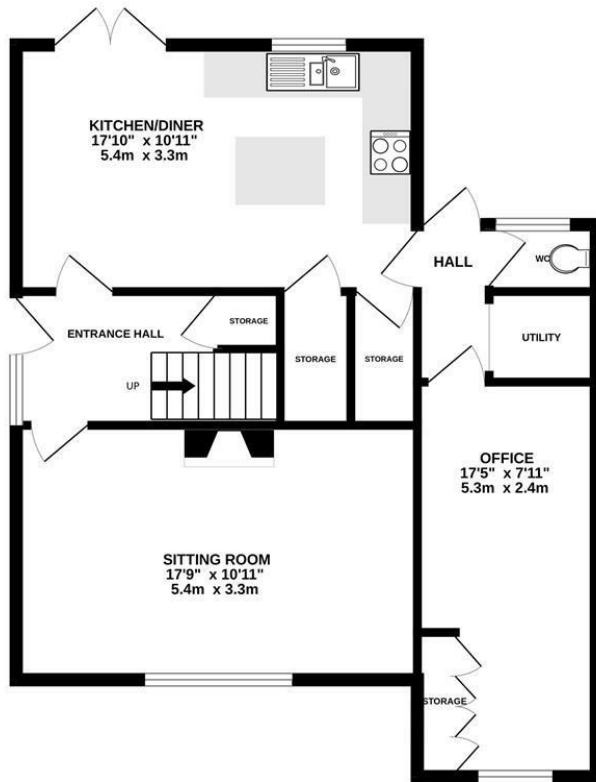 KITCHEN/DINER
17'10" x 10'11"
5.4m x 3.3m
HALL
WC
ENTRANCE HALL
STORAGE
STORAGE
STORAGE
UTILITY
UP
OFFICE
17'5" x 7'11"
5.3m x 2.4m
SITTING ROOM
17'9" x 10'11"
5.4m x 3.3m
STORAGE